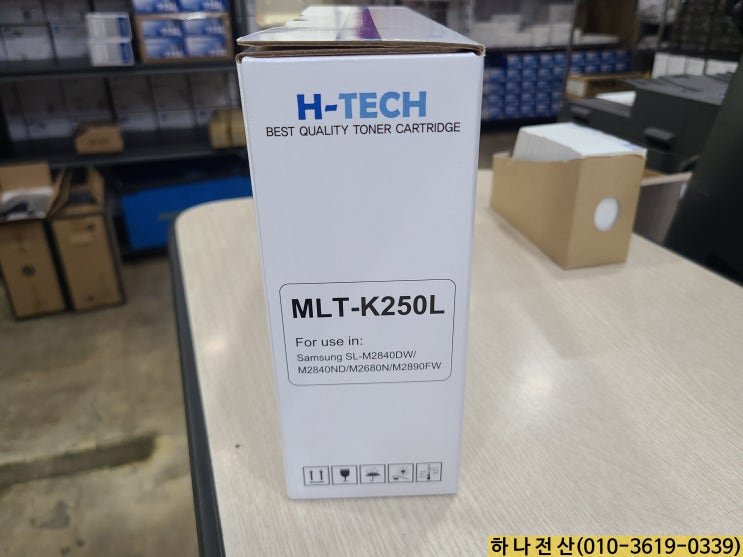 H-TECH
BEST QUALITY TONER CARTRIDGE
MLT-K250L
For use in:
Samsung SL-M2840DW/
M2840ND/M2680N/M2890FW
하나전산(010-3619-0339)